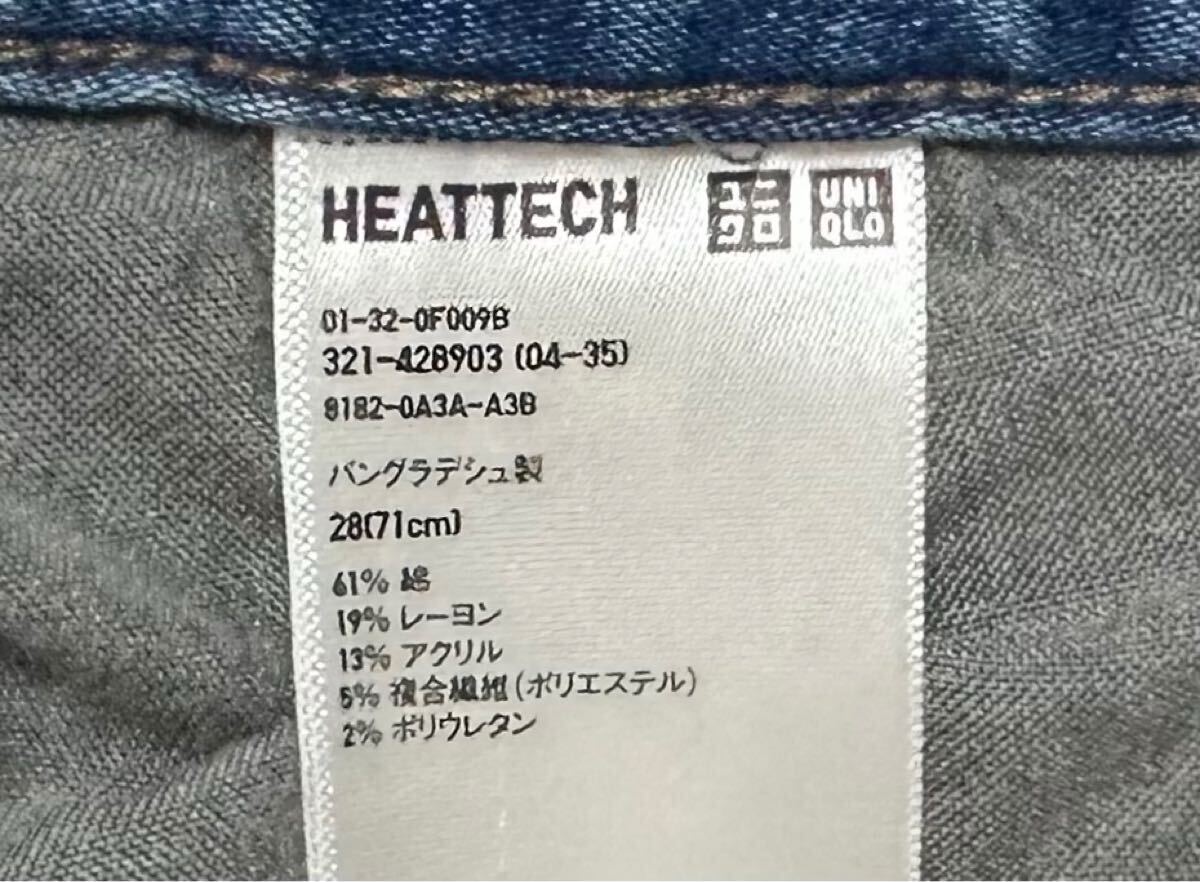 HEATTECH ユニクロ UNIQLO
01-32-0F009B
321-428903 (04-35)
8182-0A3A-A3B
バングラデシュ製
28(71cm)
61% 綿
19% レーヨン
13% アクリル
5% 複合繊維(ポリエステル)
2% ポリウレタン